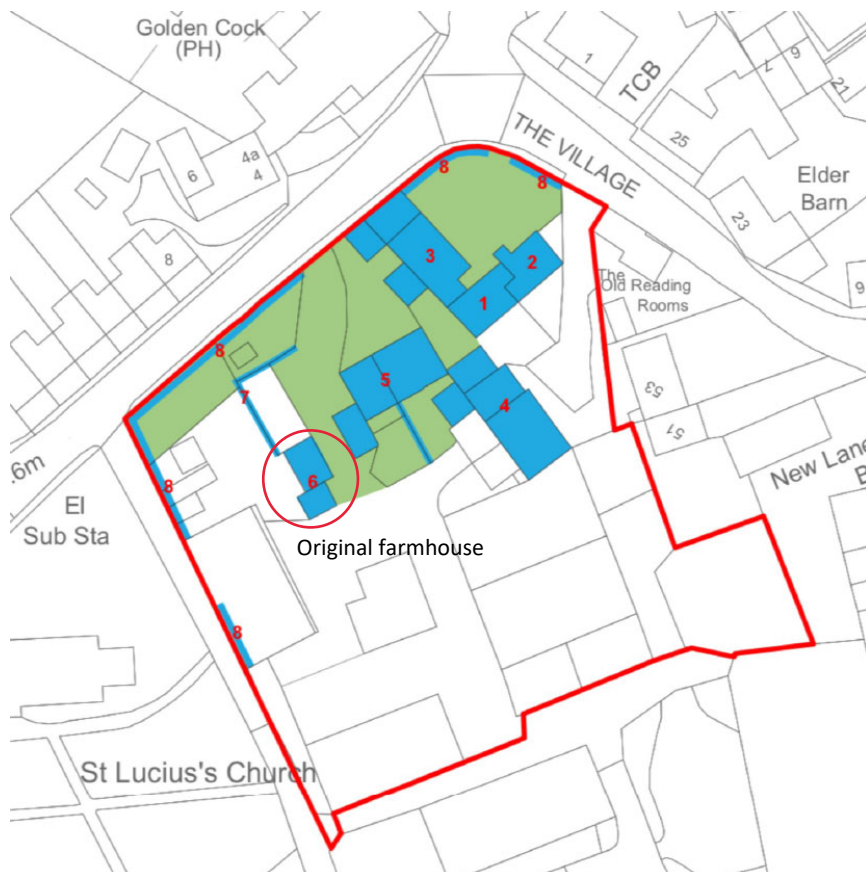 Golden Cock
(PH)
1
TCB
7
9
21
25
THE VILLAGE
Elder
Barn
23
9
6
4a
4
8
8
8
3
2
1
The
Old Reading
Rooms
8
5
7
4
53
51
6
.6m
8
El
Sub Sta
New Lane
B
Original farmhouse
8
St Lucius's Church